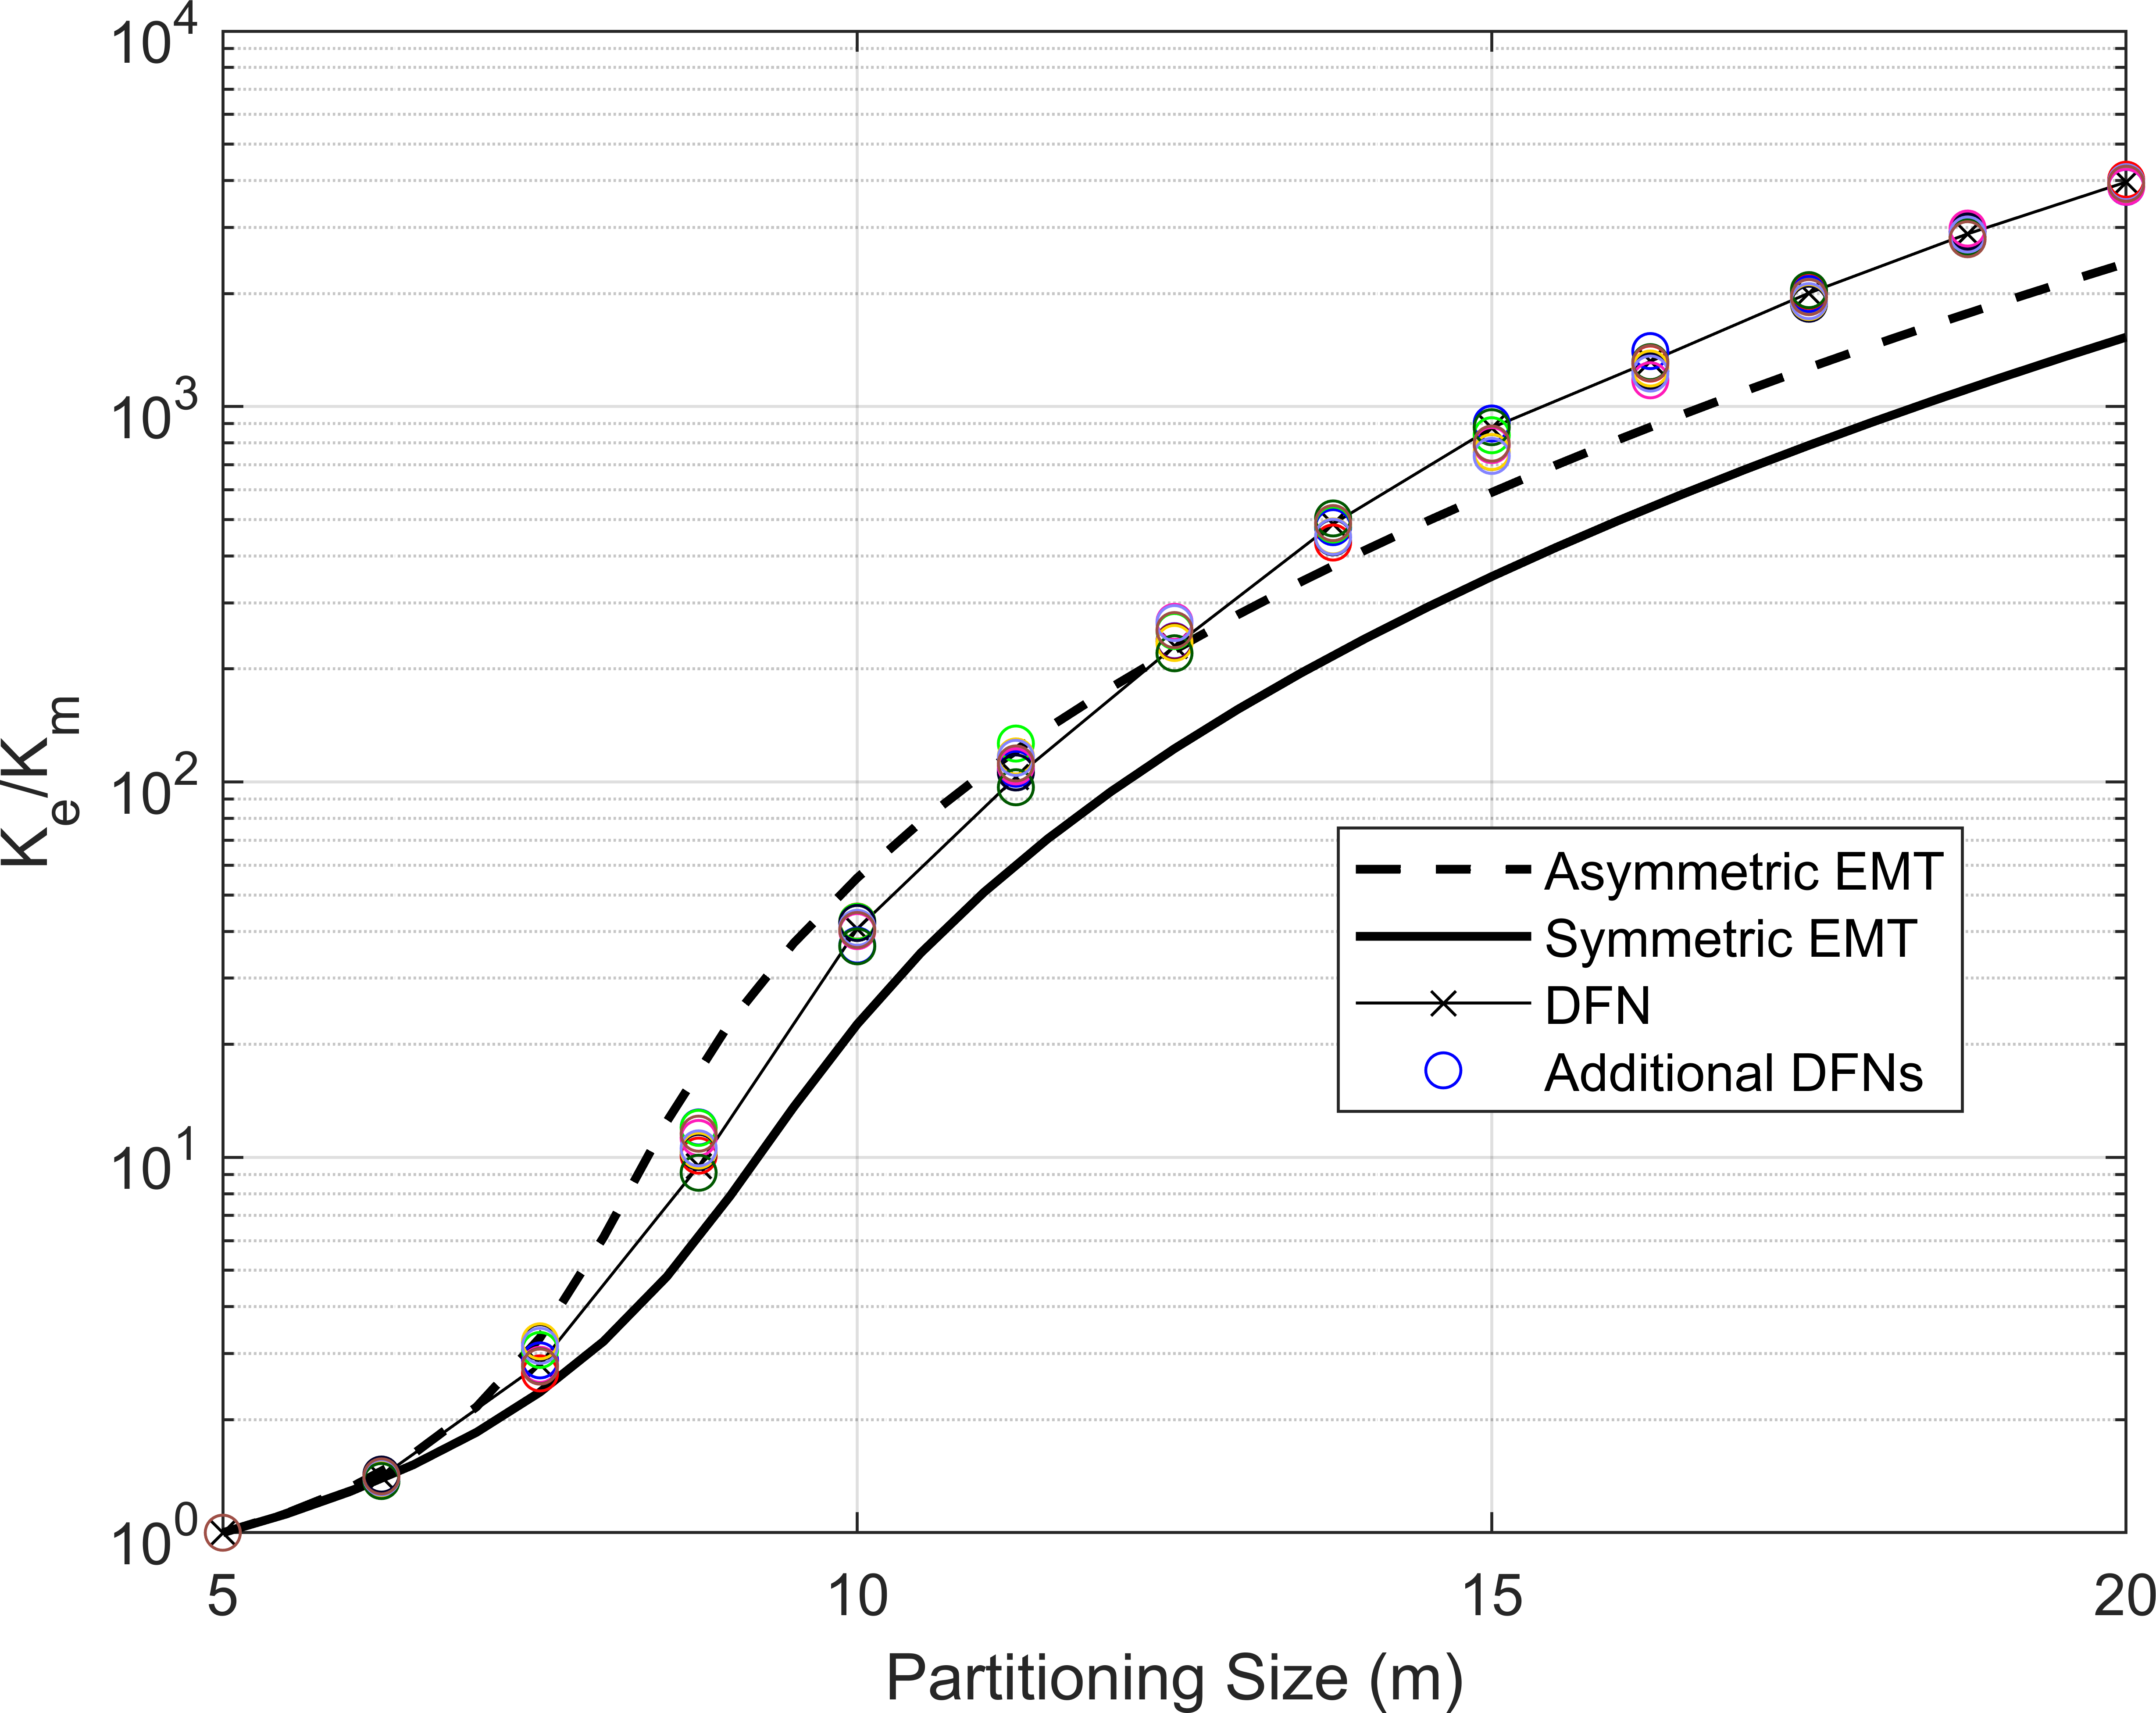 10^4
10^3
10^2
10^1
10^0
K_e/K_m
5
10
15
20
Partitioning Size (m)
Asymmetric EMT
Symmetric EMT
DFN
Additional DFNs